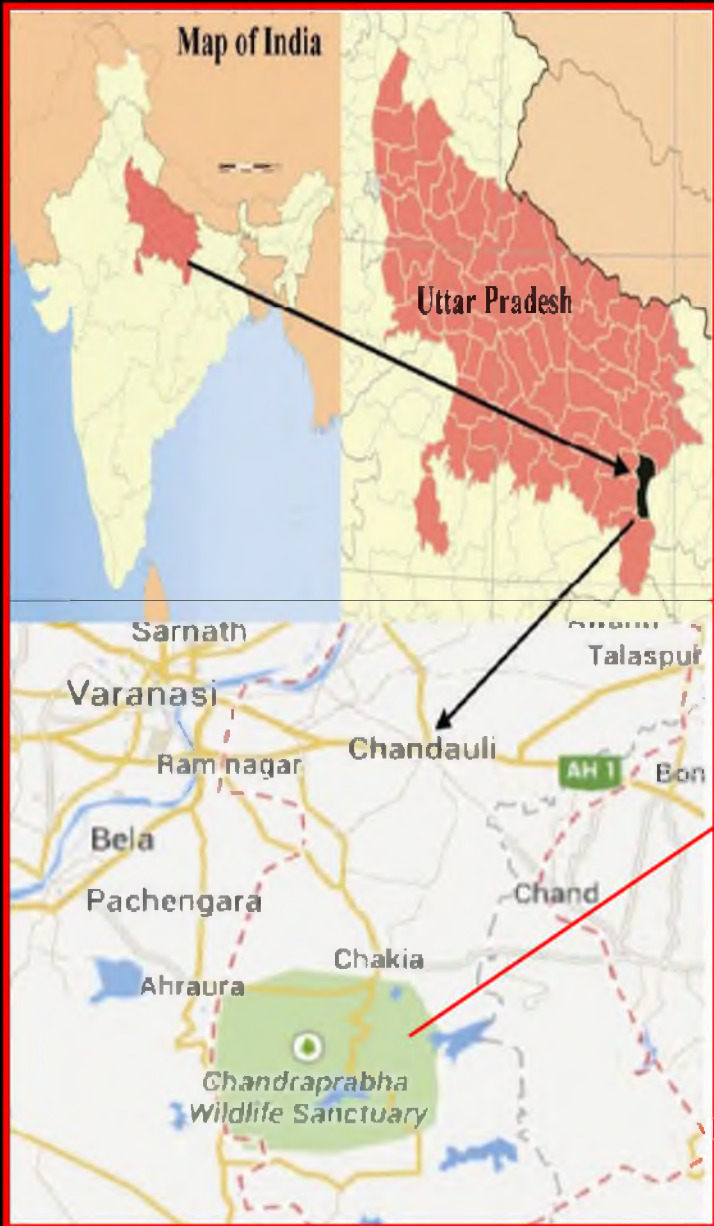 Map of India
Uttar Pradesh
Sarnath
Talaspur
Varanasi
Chandauli
Ram nagar
AH 1
Bon
Bela
Chand
Pachengara
Chakia
Ahraura
Chandraprabha
Wildlife Sanctuary